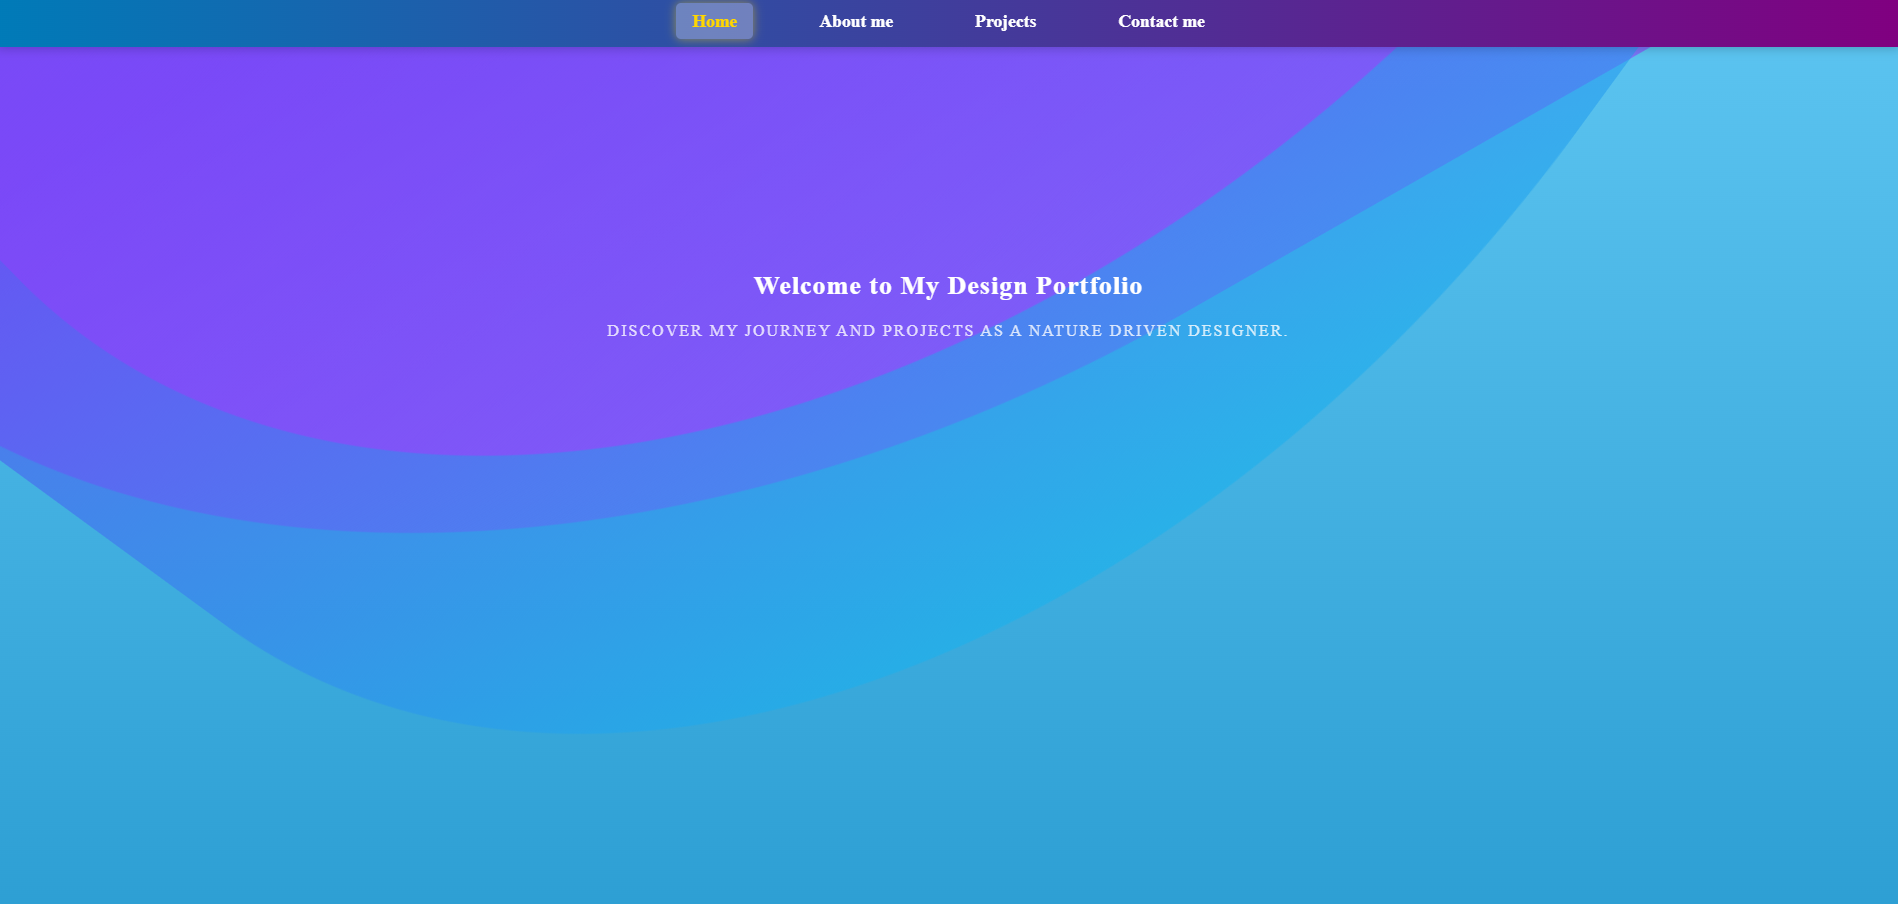 Home About me Projects Contact me
Welcome to My Design Portfolio
DISCOVER MY JOURNEY AND PROJECTS AS A NATURE DRIVEN DESIGNER.